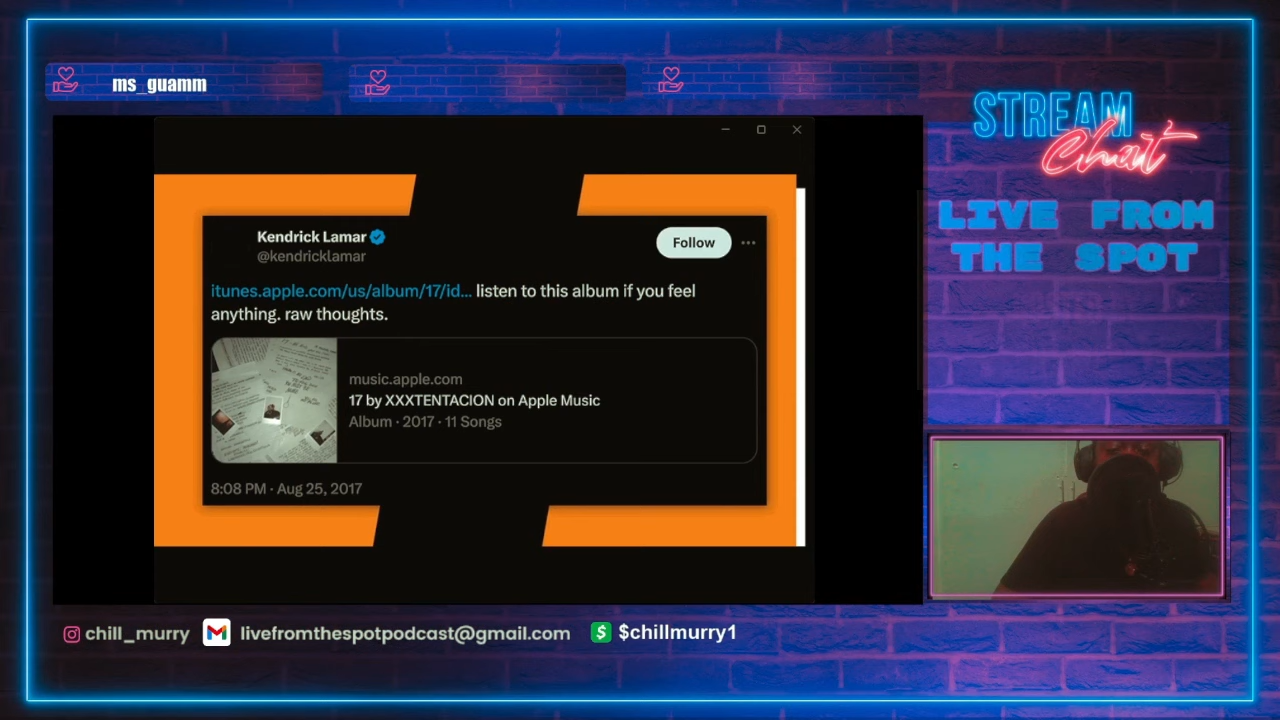 ms_guamm
STREAM
Chat
LIVE FROM
THE SPOT
Kendrick Lamar
@kendricklamar
Follow
itunes.apple.com/us/album/17/id... listen to this album if you feel
anything. raw thoughts.
music.apple.com
17 by XXXTENTACION on Apple Music
Album · 2017 · 11 Songs
8:08 PM · Aug 25, 2017
chill_murry
livefromthespotpodcast@gmail.com
$chillmurry1